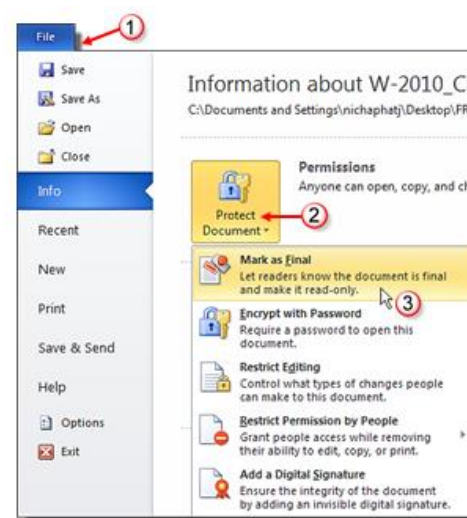 File
1
Save
Save As
Open
Close
Info
Recent
New
Print
Save & Send
Help
Options
Exit
Information about W-2010_C
C:\Documents and Settings\nichaphatj\Desktop\FR
Permissions
Anyone can open, copy, and ch
Protect
Document
2
Mark as Final
Let readers know the document is final
and make it read-only.
3
Encrypt with Password
Require a password to open this
document.
Restrict Editing
Control what types of changes people
can make to this document.
Restrict Permission by People
Grant people access while removing
their ability to edit, copy, or print.
Add a Digital Signature
Ensure the integrity of the document
by adding an invisible digital signature.